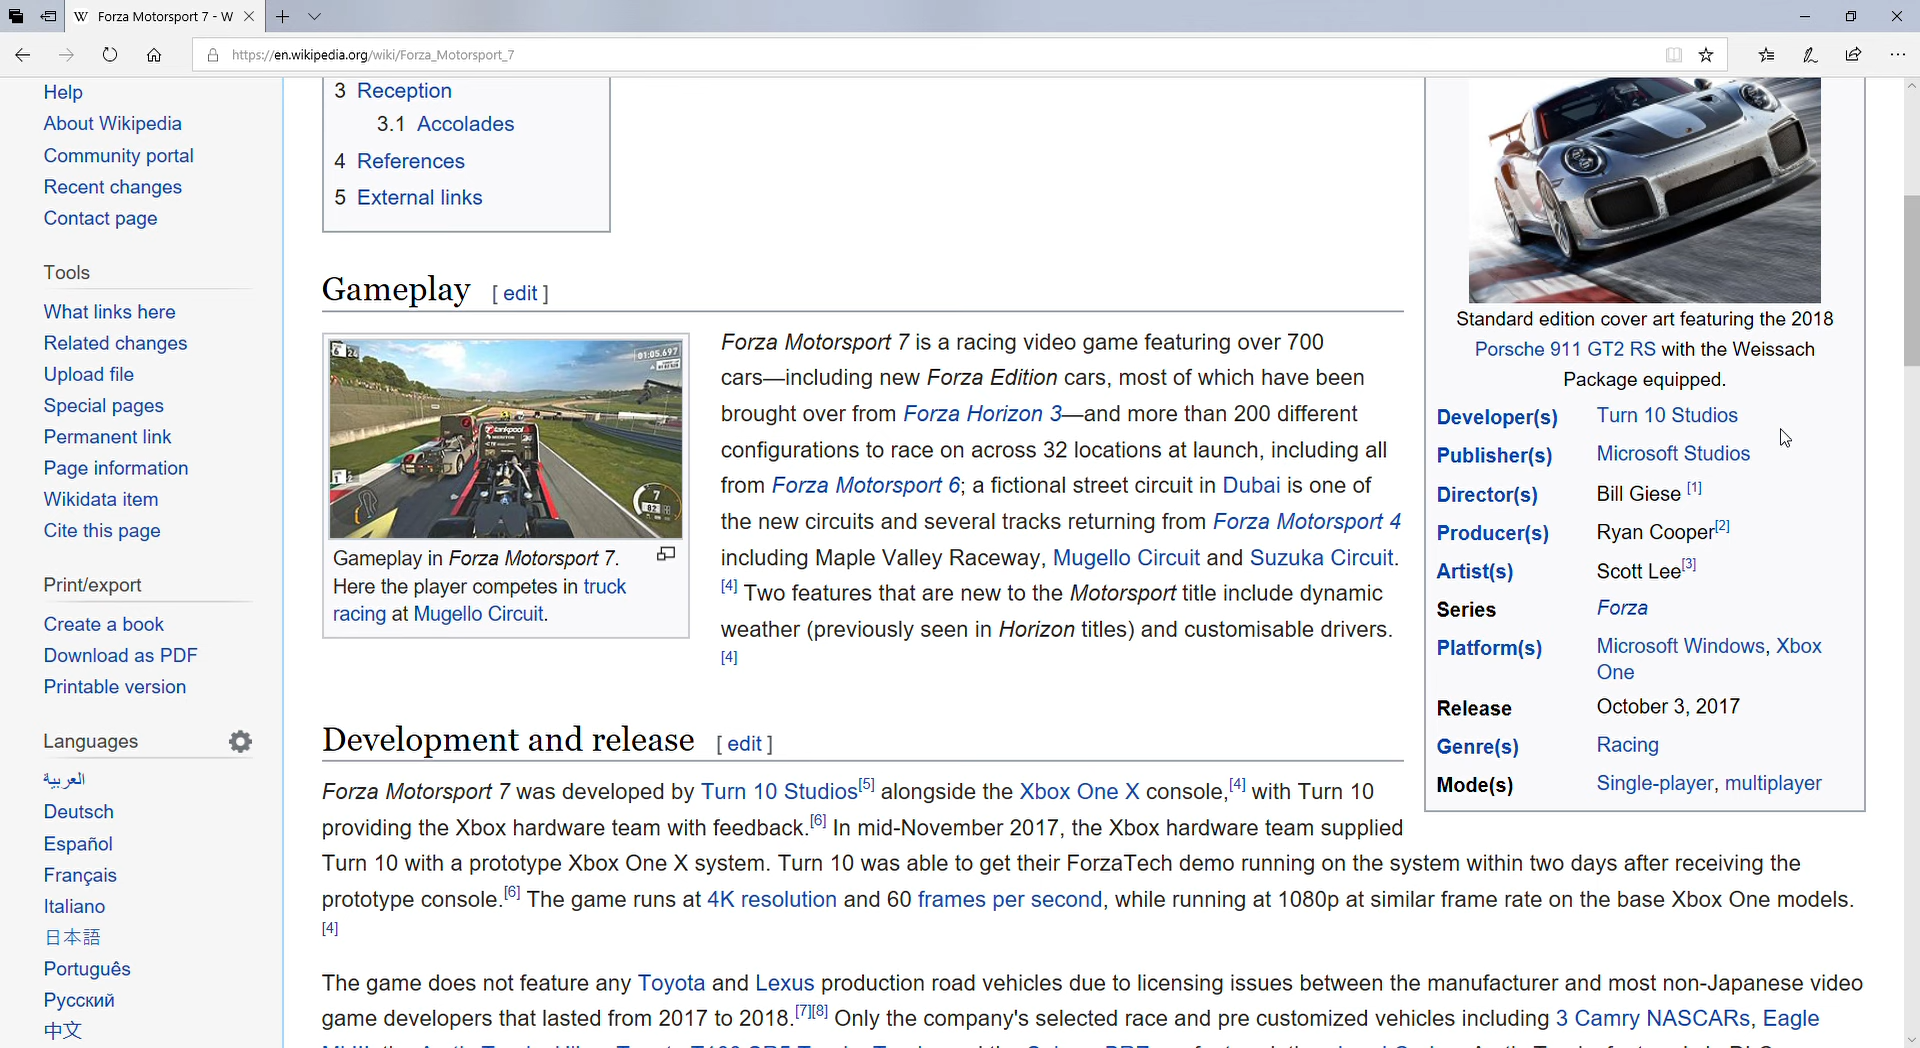 Forza Motorsport 7 - W
https://en.wikipedia.org/wiki/Forza_Motorsport_7
Help
About Wikipedia
Community portal
Recent changes
Contact page
Tools
What links here
Related changes
Upload file
Special pages
Permanent link
Page information
Wikidata item
Cite this page
Print/export
Create a book
Download as PDF
Printable version
Languages
العربية
Deutsch
Español
Français
Italiano
日本語
Português
Русский
中文
3 Reception
3.1 Accolades
4 References
5 External links
Gameplay [ edit ]
01:05.697
tankpool
7
82
Gameplay in Forza Motorsport 7.
Here the player competes in truck
racing at Mugello Circuit.
Forza Motorsport 7 is a racing video game featuring over 700
cars—including new Forza Edition cars, most of which have been
brought over from Forza Horizon 3—and more than 200 different
configurations to race on across 32 locations at launch, including all
from Forza Motorsport 6; a fictional street circuit in Dubai is one of
the new circuits and several tracks returning from Forza Motorsport 4
including Maple Valley Raceway, Mugello Circuit and Suzuka Circuit.
[4] Two features that are new to the Motorsport title include dynamic
weather (previously seen in Horizon titles) and customisable drivers.
[4]
Development and release [ edit ]
Forza Motorsport 7 was developed by Turn 10 Studios[5] alongside the Xbox One X console,[4] with Turn 10
providing the Xbox hardware team with feedback.[6] In mid-November 2017, the Xbox hardware team supplied
Turn 10 with a prototype Xbox One X system. Turn 10 was able to get their ForzaTech demo running on the system within two days after receiving the
prototype console.[6] The game runs at 4K resolution and 60 frames per second, while running at 1080p at similar frame rate on the base Xbox One models.
[4]
The game does not feature any Toyota and Lexus production road vehicles due to licensing issues between the manufacturer and most non-Japanese video
game developers that lasted from 2017 to 2018.[7][8] Only the company's selected race and pre customized vehicles including 3 Camry NASCARs, Eagle
Standard edition cover art featuring the 2018
Porsche 911 GT2 RS with the Weissach
Package equipped.
Developer(s) Turn 10 Studios
Publisher(s) Microsoft Studios
Director(s) Bill Giese [1]
Producer(s) Ryan Cooper[2]
Artist(s) Scott Lee[3]
Series Forza
Platform(s) Microsoft Windows, Xbox
One
Release October 3, 2017
Genre(s) Racing
Mode(s) Single-player, multiplayer